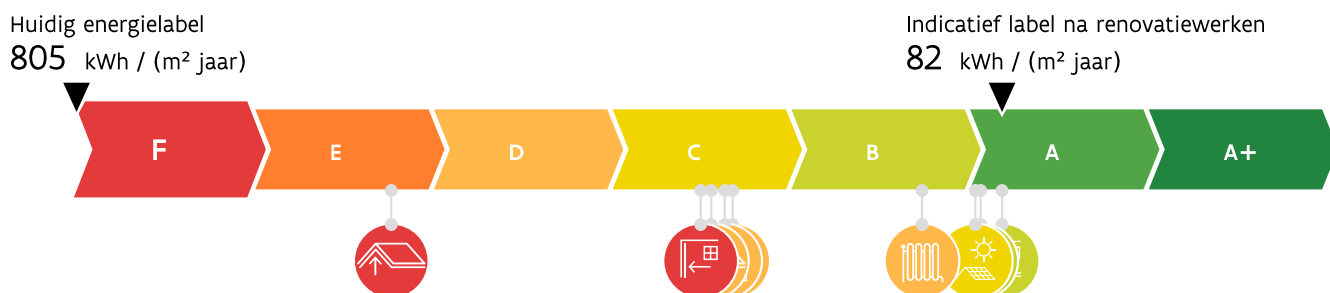 Huidig energielabel
805 kWh / (m² jaar)
Indicatief label na renovatiewerken
82 kWh / (m² jaar)
F E D C B A A+